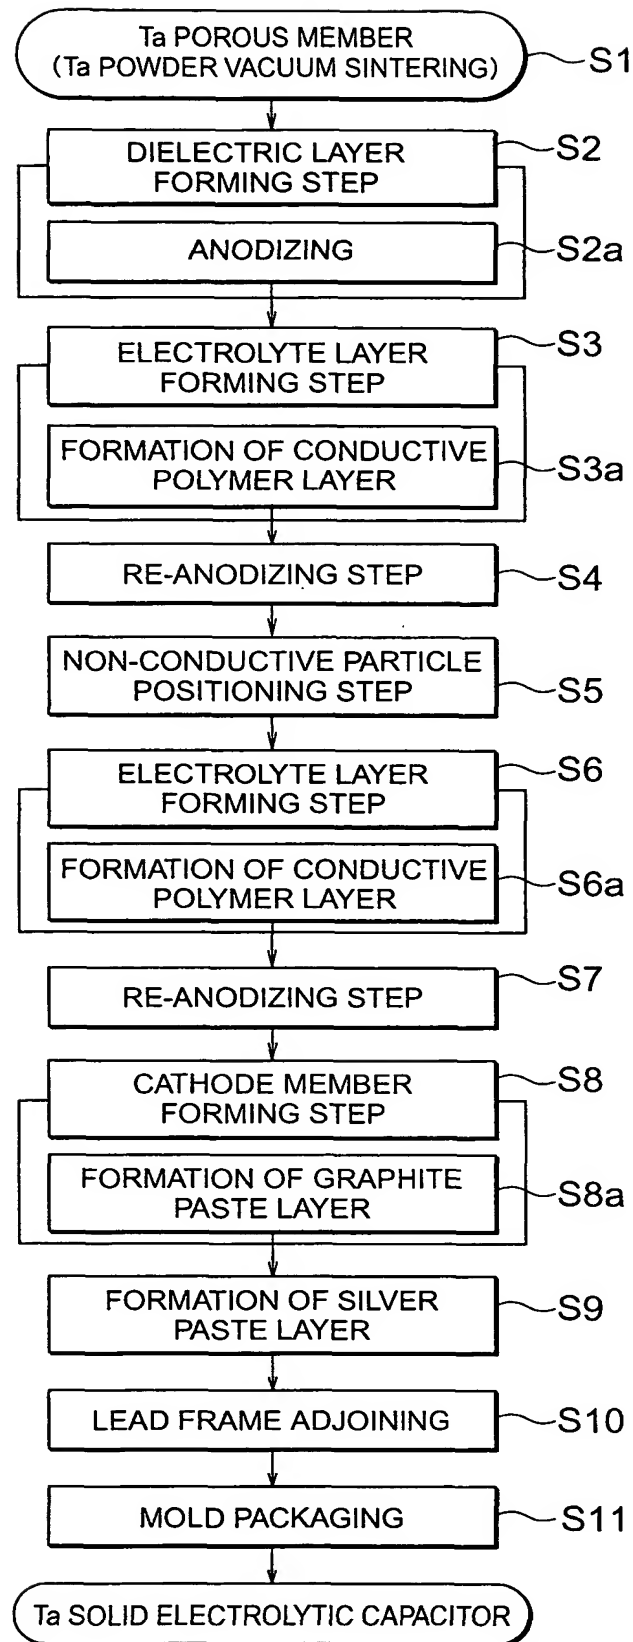 Ta POROUS MEMBER
(Ta POWDER VACUUM SINTERING)
S1
DIELECTRIC LAYER
FORMING STEP
S2
ANODIZING
S2a
ELECTROLYTE LAYER
FORMING STEP
S3
FORMATION OF CONDUCTIVE
POLYMER LAYER
S3a
RE-ANODIZING STEP
S4
NON-CONDUCTIVE PARTICLE
POSITIONING STEP
S5
ELECTROLYTE LAYER
FORMING STEP
S6
FORMATION OF CONDUCTIVE
POLYMER LAYER
S6a
RE-ANODIZING STEP
S7
CATHODE MEMBER
FORMING STEP
S8
FORMATION OF GRAPHITE
PASTE LAYER
S8a
FORMATION OF SILVER
PASTE LAYER
S9
LEAD FRAME ADJOINING
S10
MOLD PACKAGING
S11
Ta SOLID ELECTROLYTIC CAPACITOR